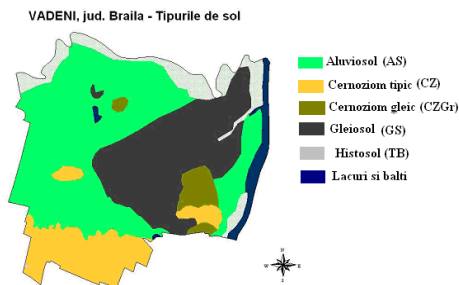 VADENI, jud. Braila - Tipurile de sol
Aluviosol (AS)
Cernoziom tipic (CZ)
Cernoziom gleic (CZGr)
Gleiosol (GS)
Histosol (TB)
Lacuri si balti
N
W E
S